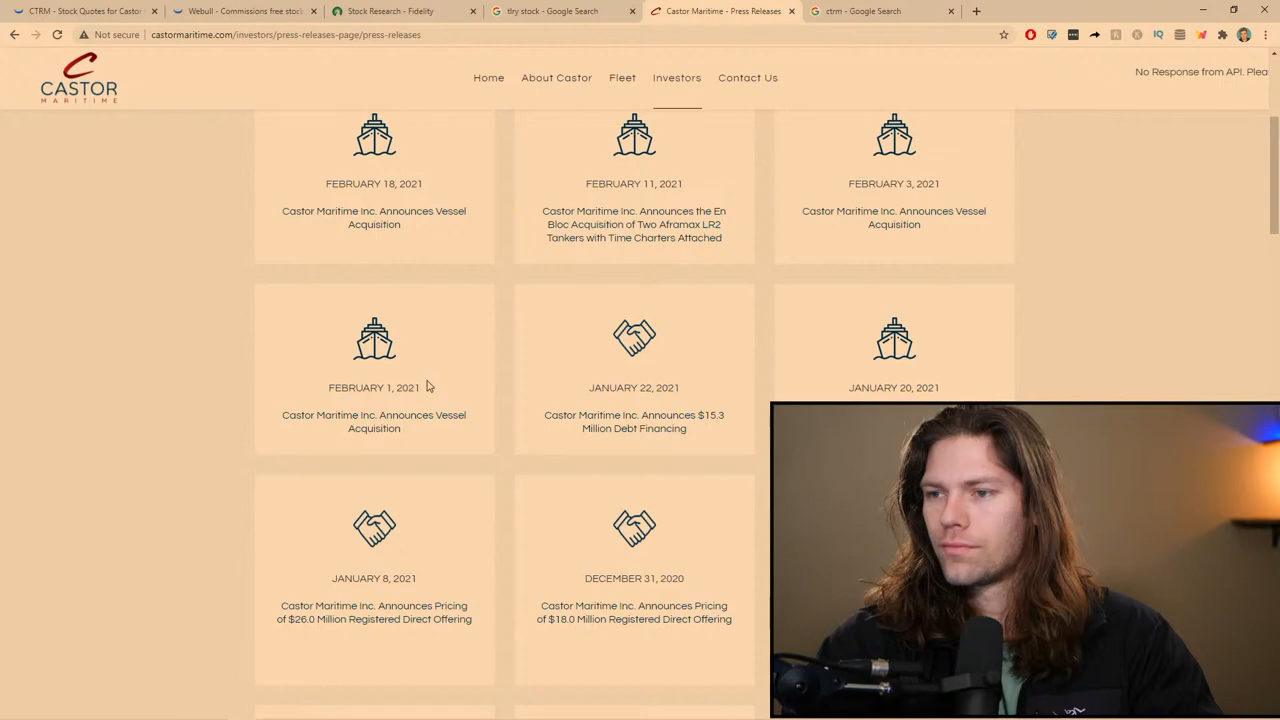 CTRM - Stock Quotes for Castor
Webull - Commissions free stock
Stock Research - Fidelity
tlry stock - Google Search
Castor Maritime - Press Releases
ctrm - Google Search
Not secure
castormaritime.com/investors/press-releases-page/press-releases
CASTOR
MARITIME
Home
About Castor
Fleet
Investors
Contact Us
No Response from API. Plea
FEBRUARY 18, 2021
Castor Maritime Inc. Announces Vessel
Acquisition
FEBRUARY 11, 2021
Castor Maritime Inc. Announces the En
Bloc Acquisition of Two Aframax LR2
Tankers with Time Charters Attached
FEBRUARY 3, 2021
Castor Maritime Inc. Announces Vessel
Acquisition
FEBRUARY 1, 2021
Castor Maritime Inc. Announces Vessel
Acquisition
JANUARY 22, 2021
Castor Maritime Inc. Announces $15.3
Million Debt Financing
JANUARY 20, 2021
JANUARY 8, 2021
Castor Maritime Inc. Announces Pricing
of $26.0 Million Registered Direct Offering
DECEMBER 31, 2020
Castor Maritime Inc. Announces Pricing
of $18.0 Million Registered Direct Offering